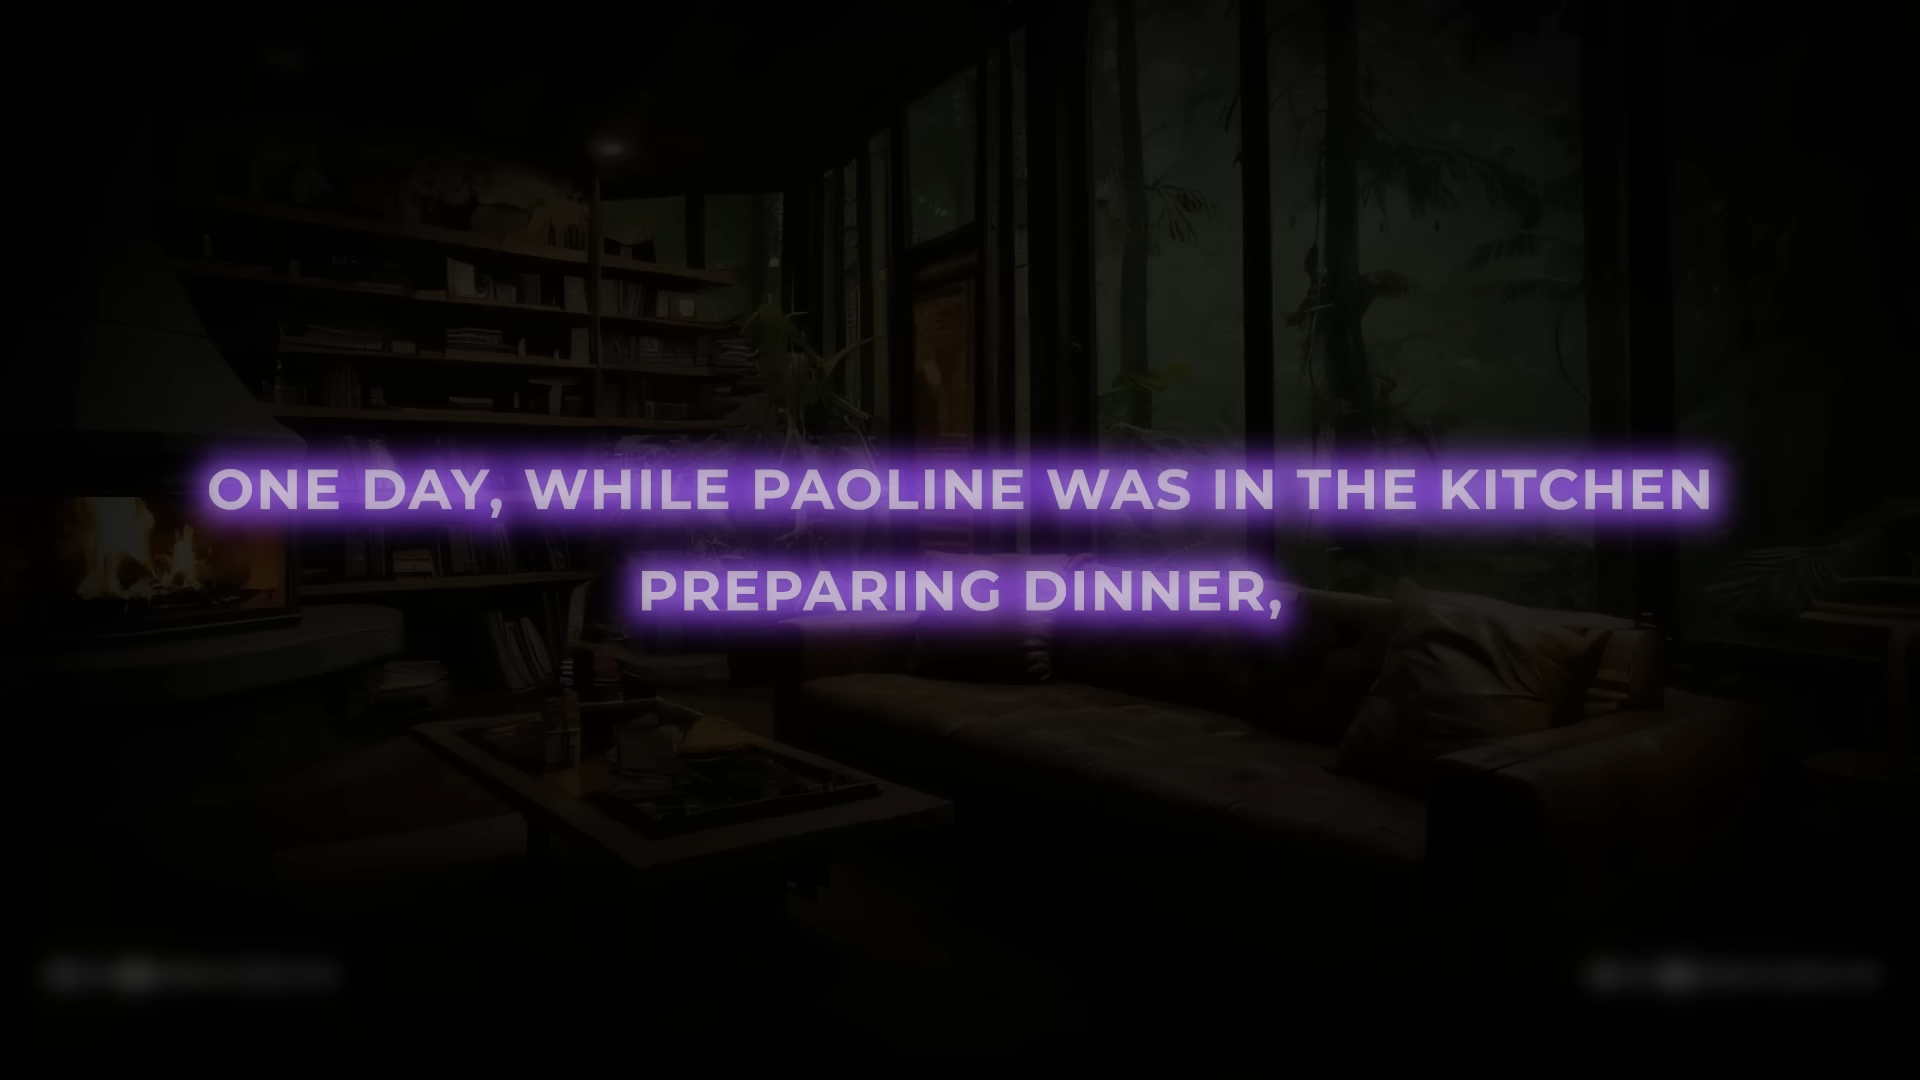 ONE DAY, WHILE PAOLINE WAS IN THE KITCHEN
PREPARING DINNER,